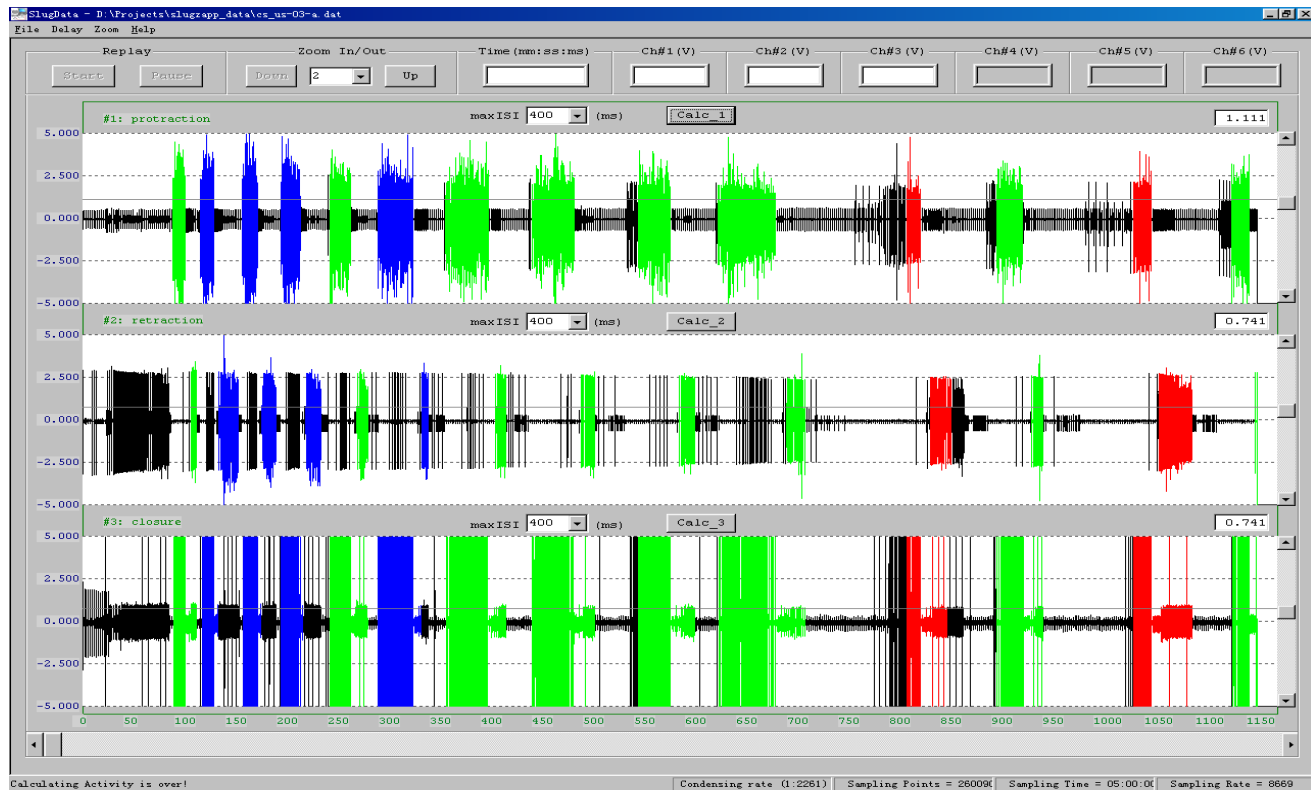 SlugData - D:\Projects\slugzapp_data\cs_us-03-a.dat
File Delay Zoom Help
Replay Zoom In/Out Time(mm:ss:ms) Ch#1(V) Ch#2(V) Ch#3(V) Ch#4(V) Ch#5(V) Ch#6(V)
Start Pause Down 2 Up
#1: protraction maxISI 400 (ms) Calc_1 1.111
5.000
2.500
0.000
-2.500
-5.000
#2: retraction maxISI 400 (ms) Calc_2 0.741
5.000
2.500
0.000
-2.500
-5.000
#3: closure maxISI 400 (ms) Calc_3 0.741
5.000
2.500
0.000
-2.500
-5.000
0 50 100 150 200 250 300 350 400 450 500 550 600 650 700 750 800 850 900 950 1000 1050 1100 1150
Calculating Activity is over! Condensing rate (1:2261) Sampling Points = 26009 Sampling Time = 05:00:0 Sampling Rate = 8669